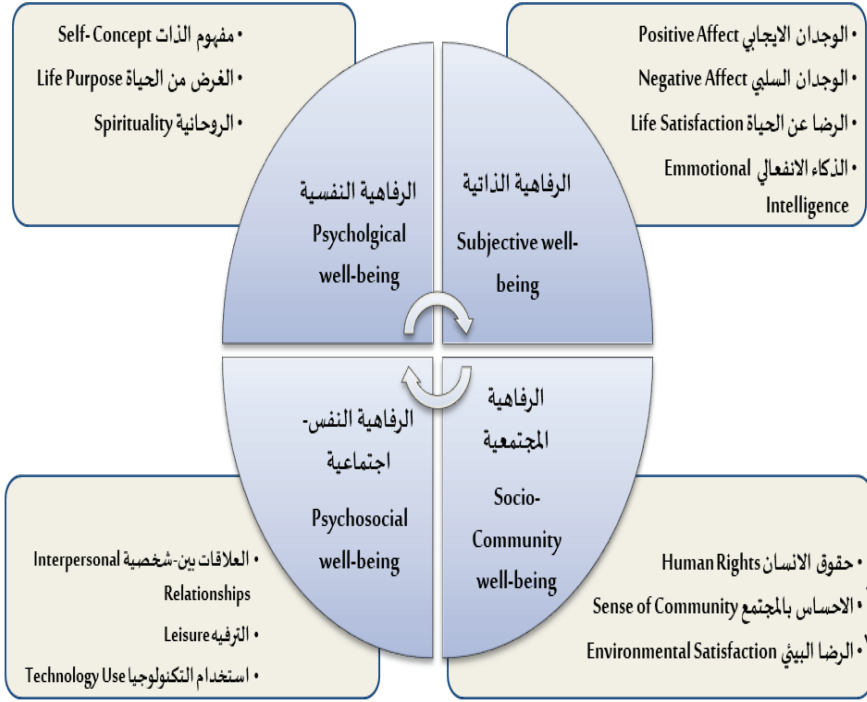 • مفهوم الذات Self-Concept
• الغرض من الحياة Life Purpose
• الروحانية Spirituality
• الوجدان الايجابي Positive Affect
• الوجدان السلبي Negative Affect
• الرضا عن الحياة Life Satisfaction
• الذكاء الانفعالي Emmotional
Intelligence
الرفاهية النفسية
Psycholgical
well-being
الرفاهية الذاتية
Subjective well-
being
الرفاهية النفس-
اجتماعية
Psychosocial
well-being
الرفاهية
المجتمعية
Socio-
Community
well-being
• العلاقات بين-شخصية Interpersonal
Relationships
• الترفيه Leisure
• استخدام التكنولوجيا Technology Use
• حقوق الانسان Human Rights
• الاحساس بالمجتمع Sense of Community
• الرضا البيئي Environmental Satisfaction